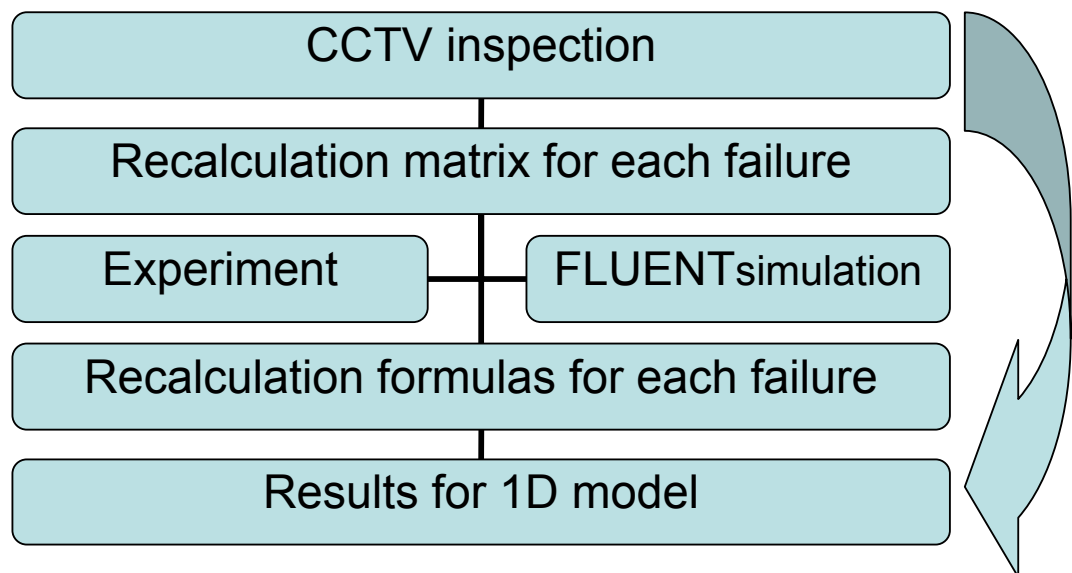 CCTV inspection
Recalculation matrix for each failure
Experiment
FLUENTsimulation
Recalculation formulas for each failure
Results for 1D model